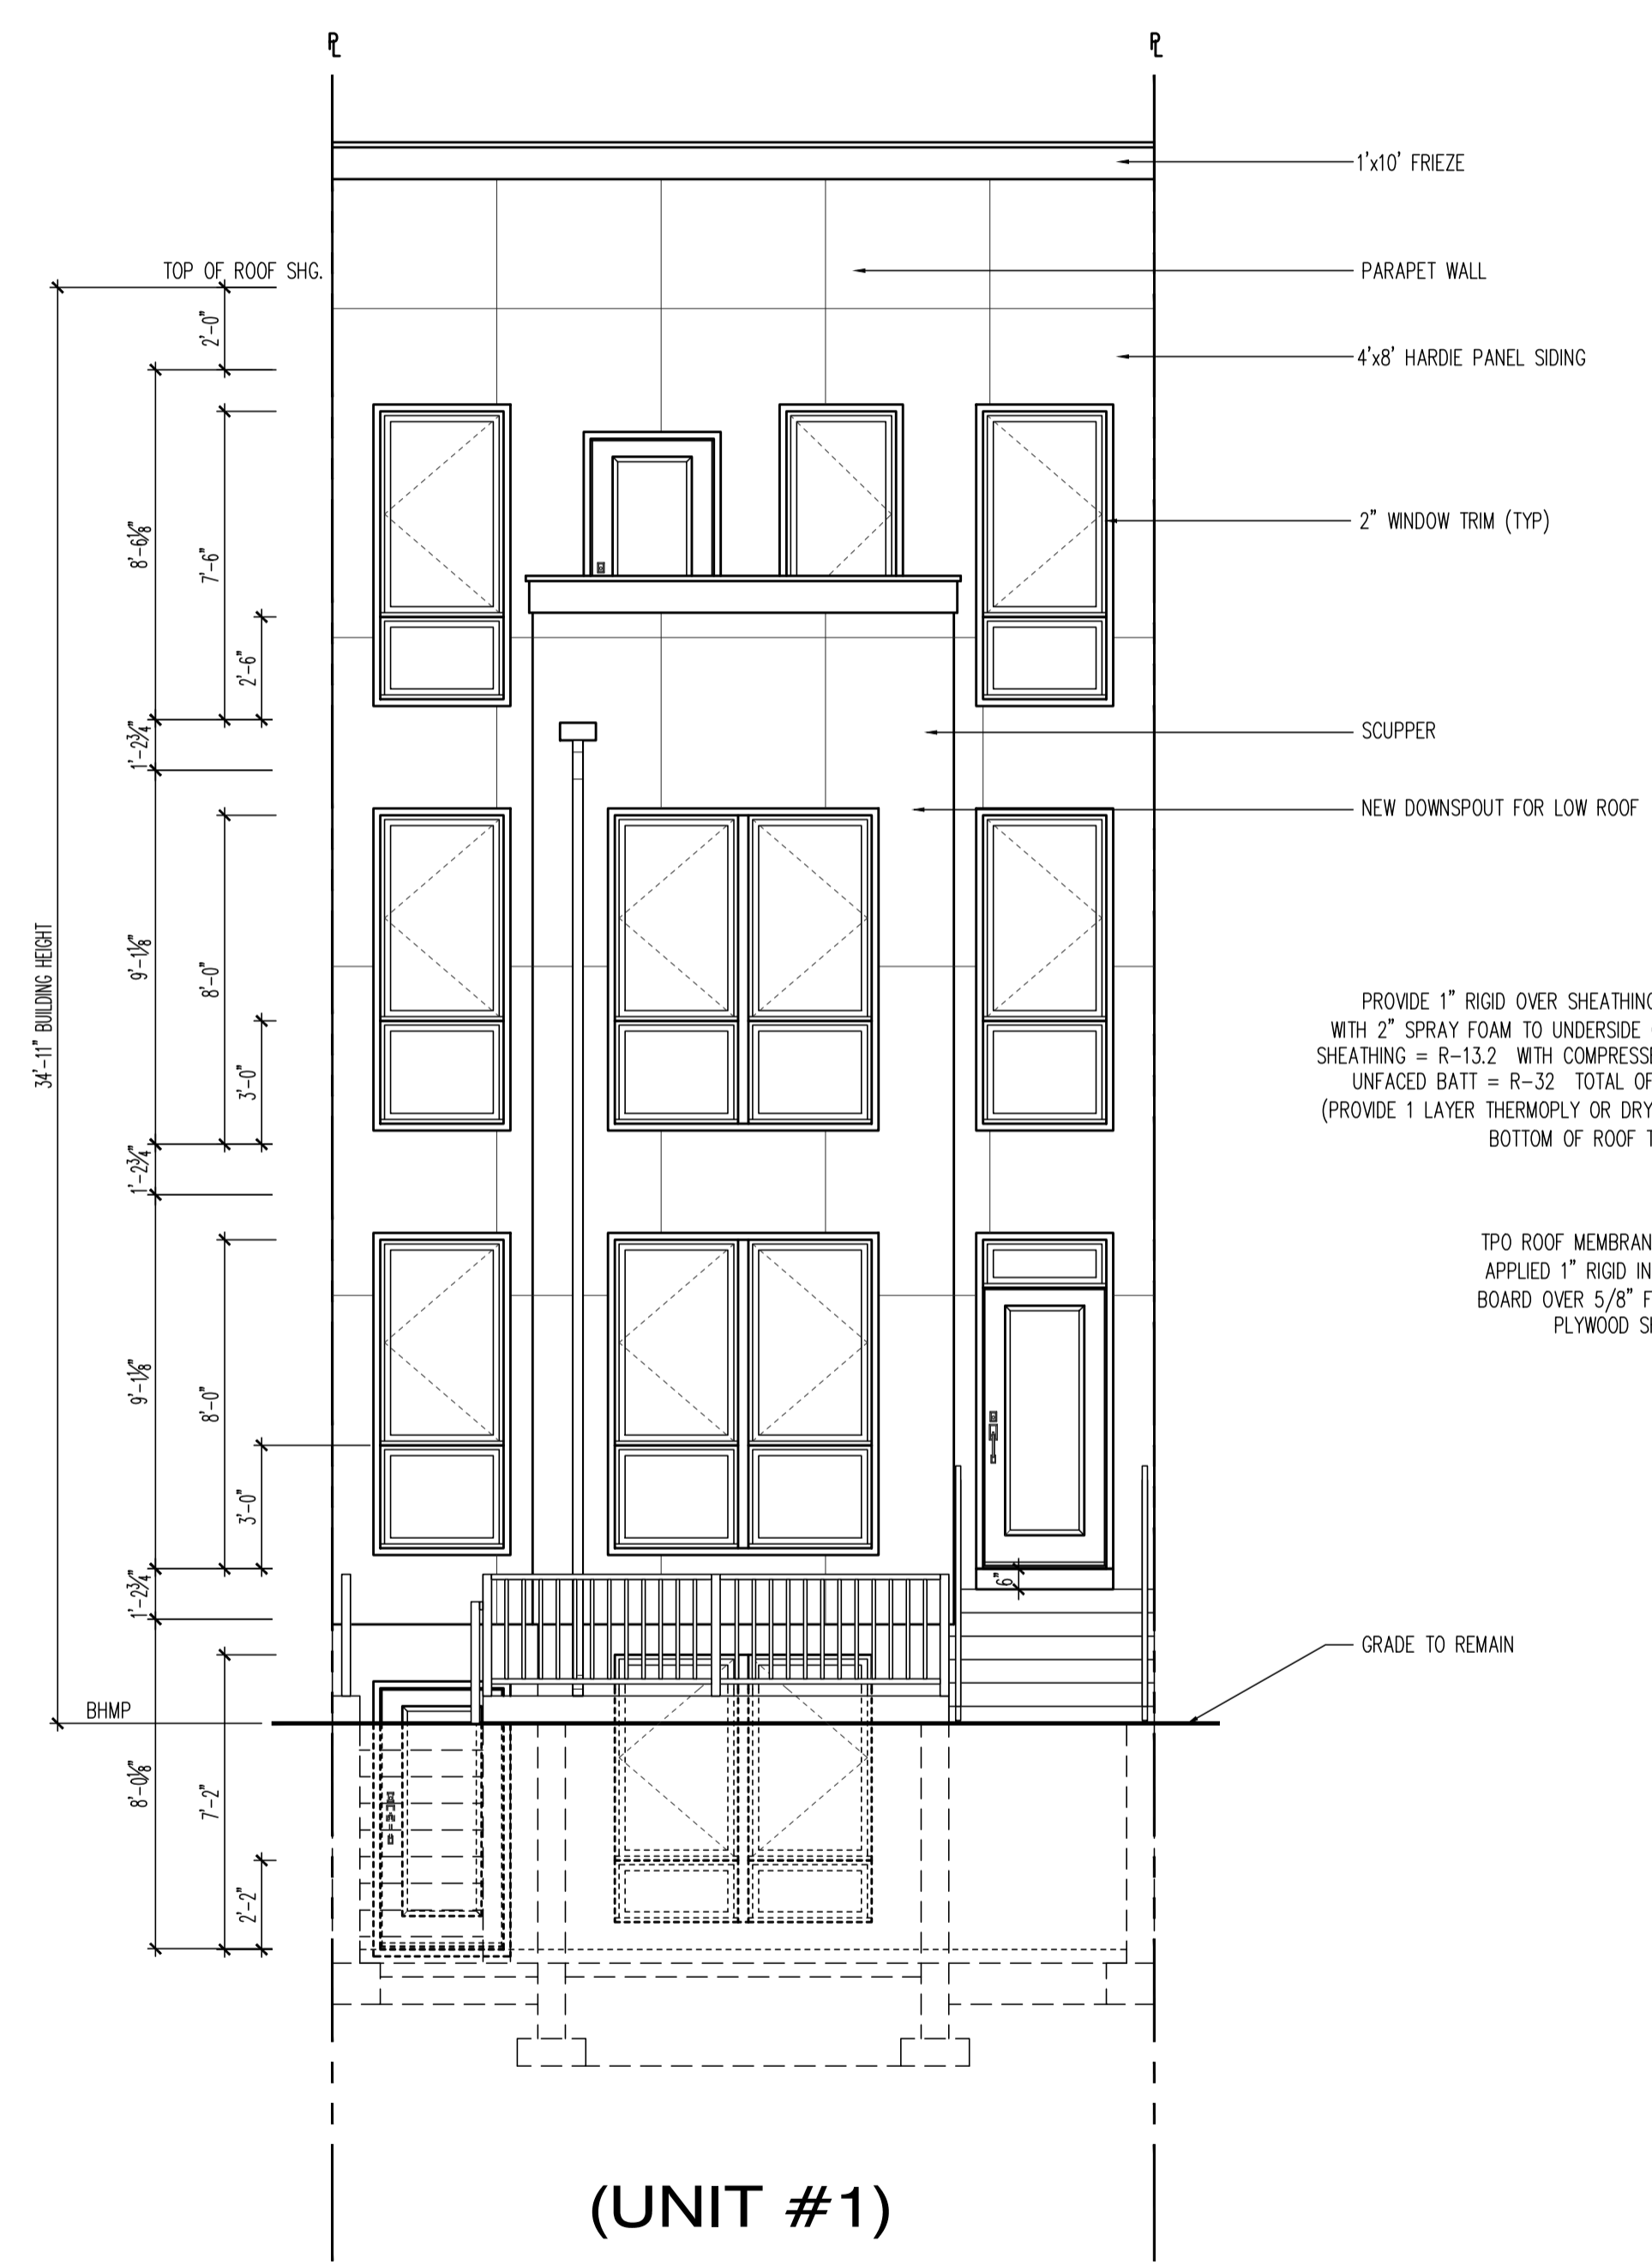 PL
PL
1'x10' FRIEZE
TOP OF ROOF SHG.
PARAPET WALL
2'-0"
4'x8' HARDIE PANEL SIDING
2" WINDOW TRIM (TYP)
8'-6⅛"
7'-6"
2'-6"
1'-2¾"
SCUPPER
NEW DOWNSPOUT FOR LOW ROOF
34'-11" BUILDING HEIGHT
9'-1⅛"
8'-0"
3'-0"
PROVIDE 1" RIGID OVER SHEATHING
WITH 2" SPRAY FOAM TO UNDERSIDE
SHEATHING = R-13.2 WITH COMPRESSE
UNFACED BATT = R-32 TOTAL OF
(PROVIDE 1 LAYER THERMOPLY OR DRY
BOTTOM OF ROOF T
1'-2¾"
TPO ROOF MEMBRAN
APPLIED 1" RIGID IN
BOARD OVER 5/8" F
PLYWOOD S
9'-1⅛"
8'-0"
3'-0"
6"
1'-2¾"
GRADE TO REMAIN
BHMP
8'-0⅛"
7'-2"
2'-2"
(UNIT #1)